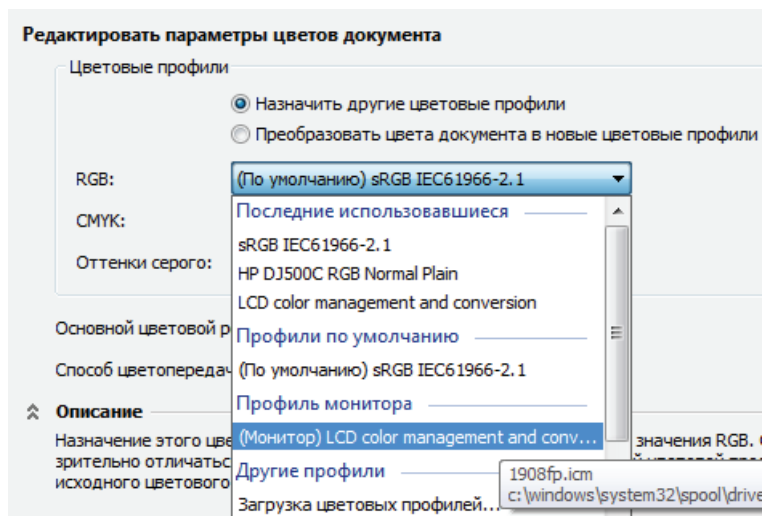 Редактировать параметры цветов документа
Цветовые профили
Назначить другие цветовые профили
Преобразовать цвета документа в новые цветовые профили
RGB: (По умолчанию) sRGB IEC61966-2.1
CMYK:
Оттенки серого:
Последние использовавшиеся
sRGB IEC61966-2.1
HP DJ500C RGB Normal Plain
LCD color management and conversion
Профили по умолчанию
(По умолчанию) sRGB IEC61966-2.1
Профиль монитора
(Монитор) LCD color management and conv...
Другие профили
Загрузка цветовых профилей...
1908fp.icm
c:\windows\system32\spool\drive
Основной цветовой р
Способ цветопередач
Описание
Назначение этого цве значения RGB.
зрительно отличатьс
исходного цветового